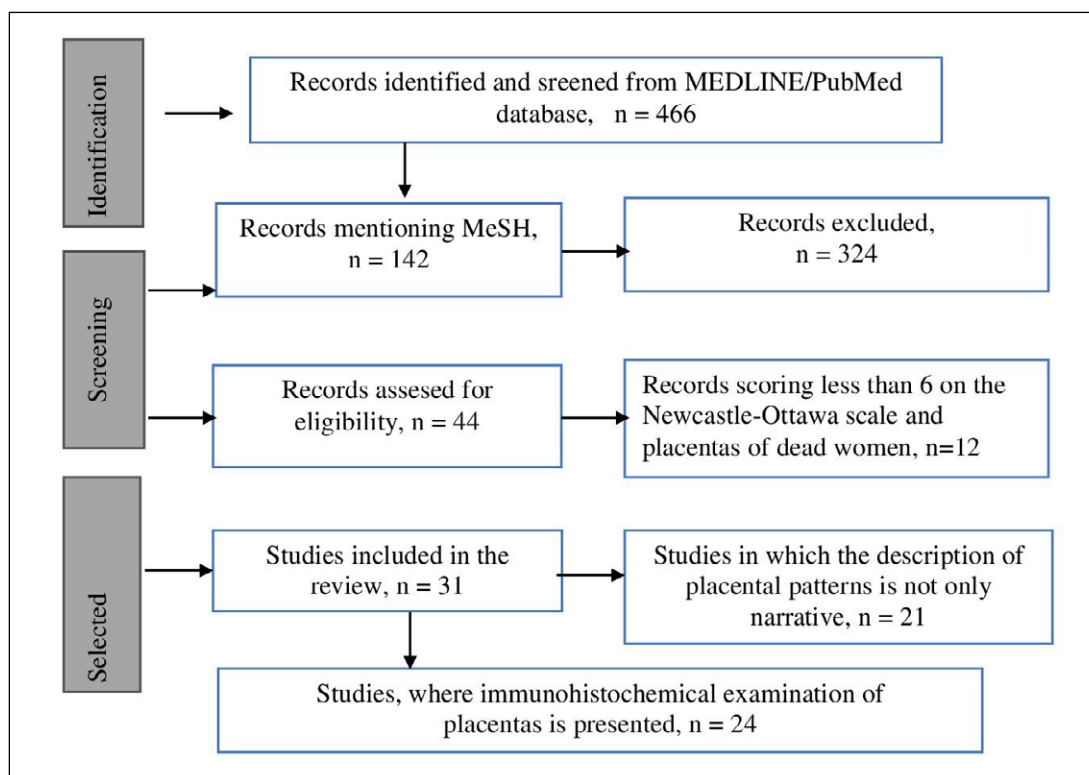 Identification
Records identified and sreened from MEDLINE/PubMed
database, n = 466
Records mentioning MeSH,
n = 142
Records excluded,
n = 324
Screening
Records assesed for
eligibility, n = 44
Records scoring less than 6 on the
Newcastle-Ottawa scale and
placentas of dead women, n=12
Selected
Studies included in the
review, n = 31
Studies in which the description of
placental patterns is not only
narrative, n = 21
Studies, where immunohistochemical examination of
placentas is presented, n = 24